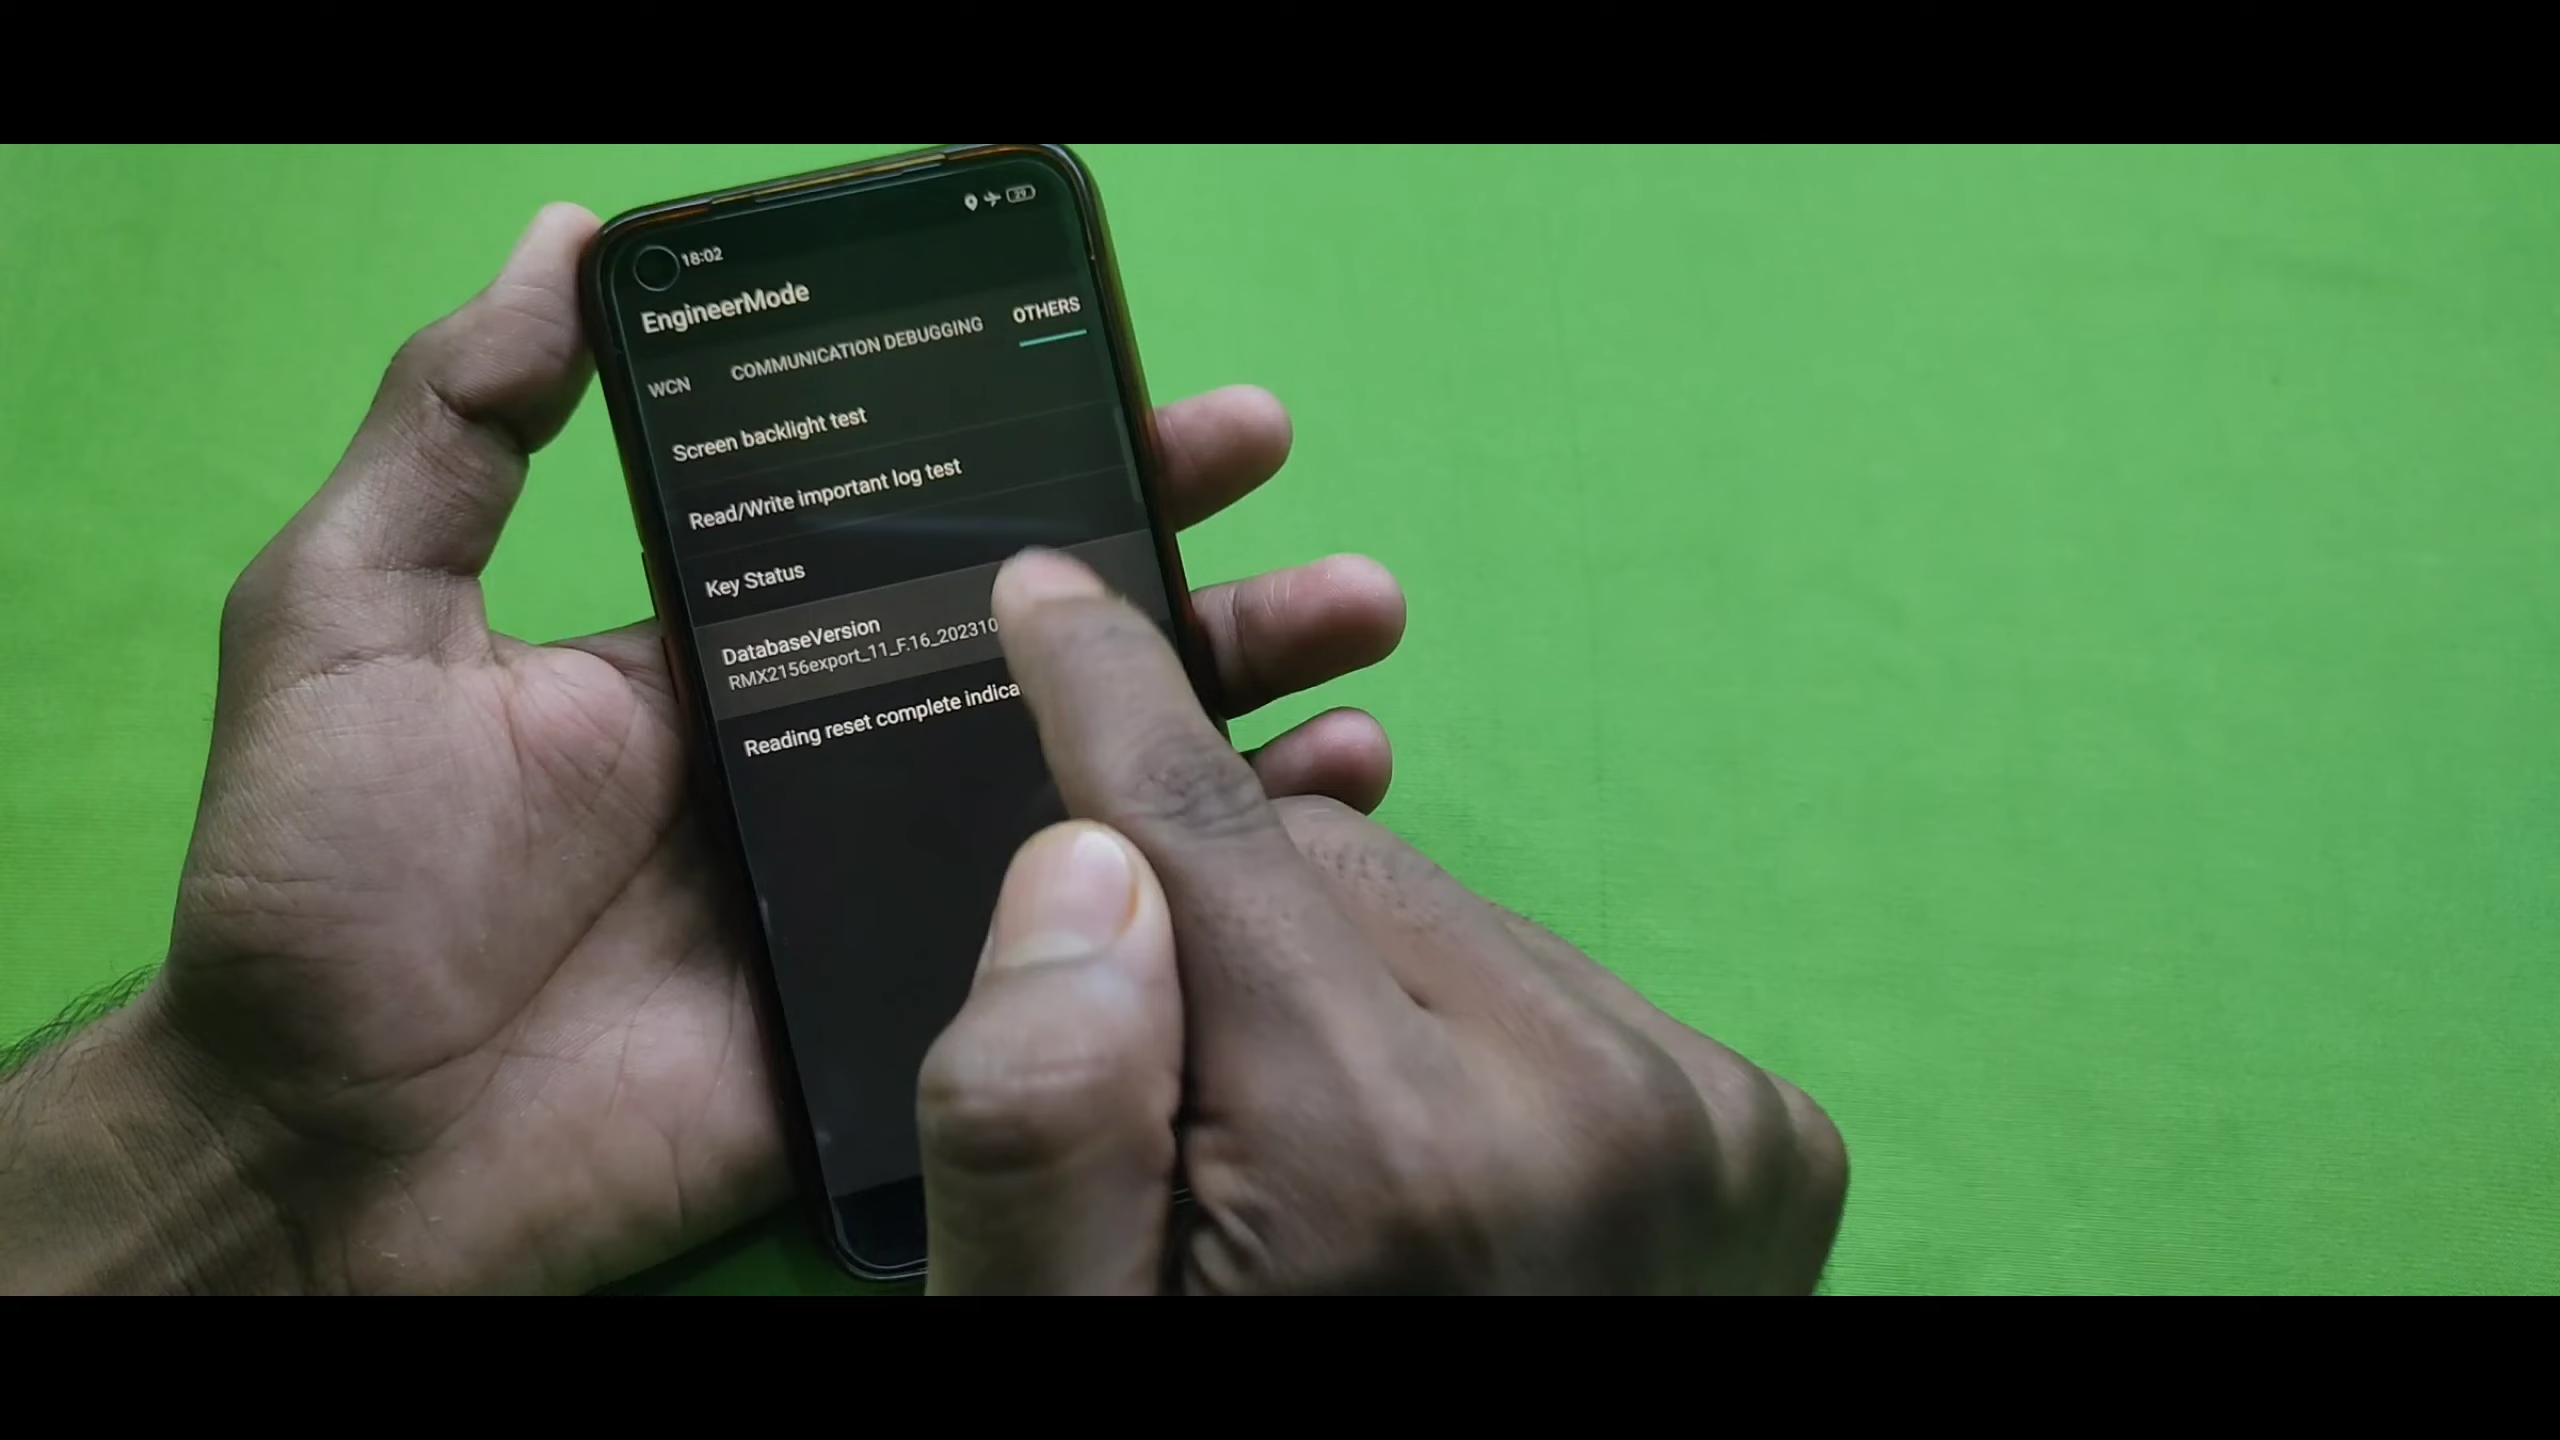 18:02
29
EngineerMode
WCN COMMUNICATION DEBUGGING OTHERS
Screen backlight test
Read/Write important log test
Key Status
DatabaseVersion
RMX2156export_11_F.16_202310
Reading reset complete indica